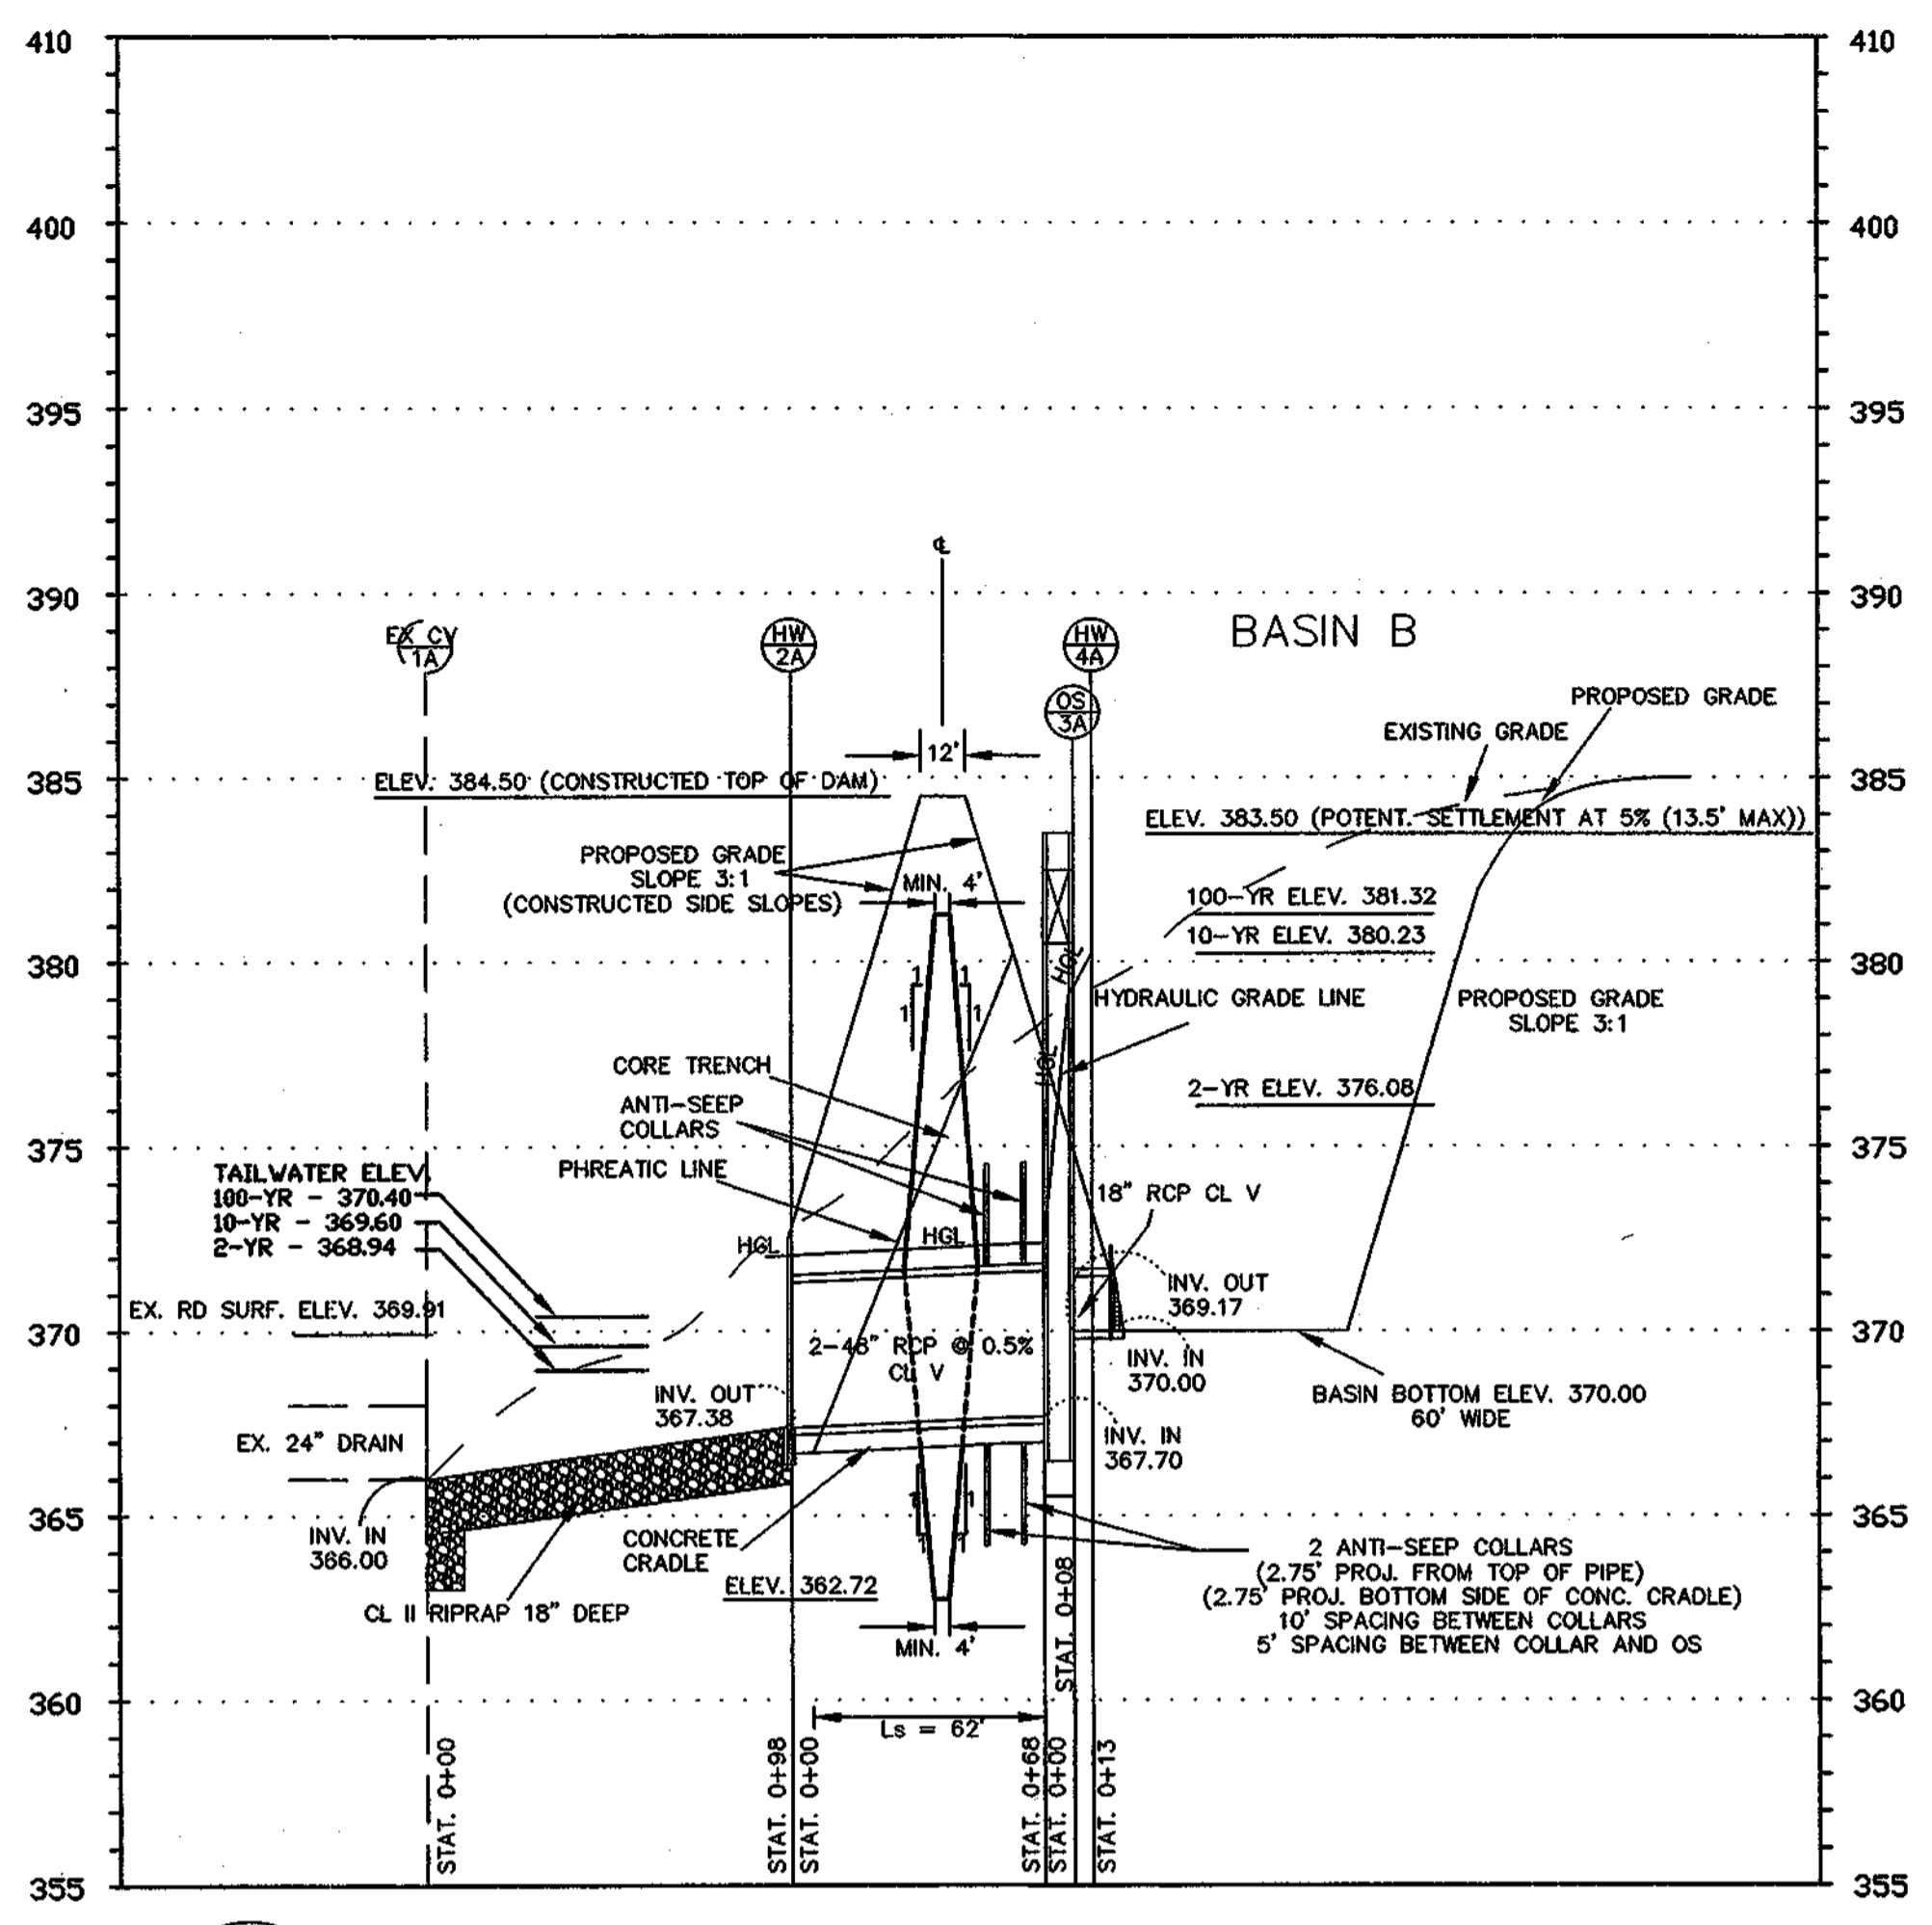 410
410
400
400
395
395
390
390
385
385
380
380
375
375
370
370
365
365
360
360
355
355
℄
EX CV
1A
HW
2A
HW
4A
OS
3A
BASIN B
12'
PROPOSED GRADE
EXISTING GRADE
ELEV. 384.50 (CONSTRUCTED TOP OF DAM)
ELEV. 383.50 (POTENT. SETTLEMENT AT 5% (13.5' MAX))
PROPOSED GRADE
SLOPE 3:1
(CONSTRUCTED SIDE SLOPES)
MIN. 4'
100-YR ELEV. 381.32
10-YR ELEV. 380.23
HGL
1
1
1
1
HYDRAULIC GRADE LINE
PROPOSED GRADE
SLOPE 3:1
HGL
CORE TRENCH
2-YR ELEV. 376.08
ANTI-SEEP
COLLARS
PHREATIC LINE
TAILWATER ELEV.
100-YR - 370.40
10-YR - 369.60
2-YR - 368.94
18" RCP CL V
HGL
HGL
INV. OUT
369.17
EX. RD SURF. ELEV. 369.91
2-48" RCP @ 0.5%
CL V
INV. IN
370.00
BASIN BOTTOM ELEV. 370.00
60' WIDE
INV. OUT
367.38
EX. 24" DRAIN
INV. IN
367.70
1
1
1
1
INV. IN
366.00
CONCRETE
CRADLE
2 ANTI-SEEP COLLARS
(2.75' PROJ. FROM TOP OF PIPE)
(2.75' PROJ. BOTTOM SIDE OF CONC. CRADLE)
10' SPACING BETWEEN COLLARS
5' SPACING BETWEEN COLLAR AND OS
ELEV. 362.72
CL II RIPRAP 18" DEEP
MIN. 4'
STAT. 0+08
Ls = 62'
STAT. 0+00
STAT. 0+98
STAT. 0+00
STAT. 0+68
STAT. 0+00
STAT. 0+13